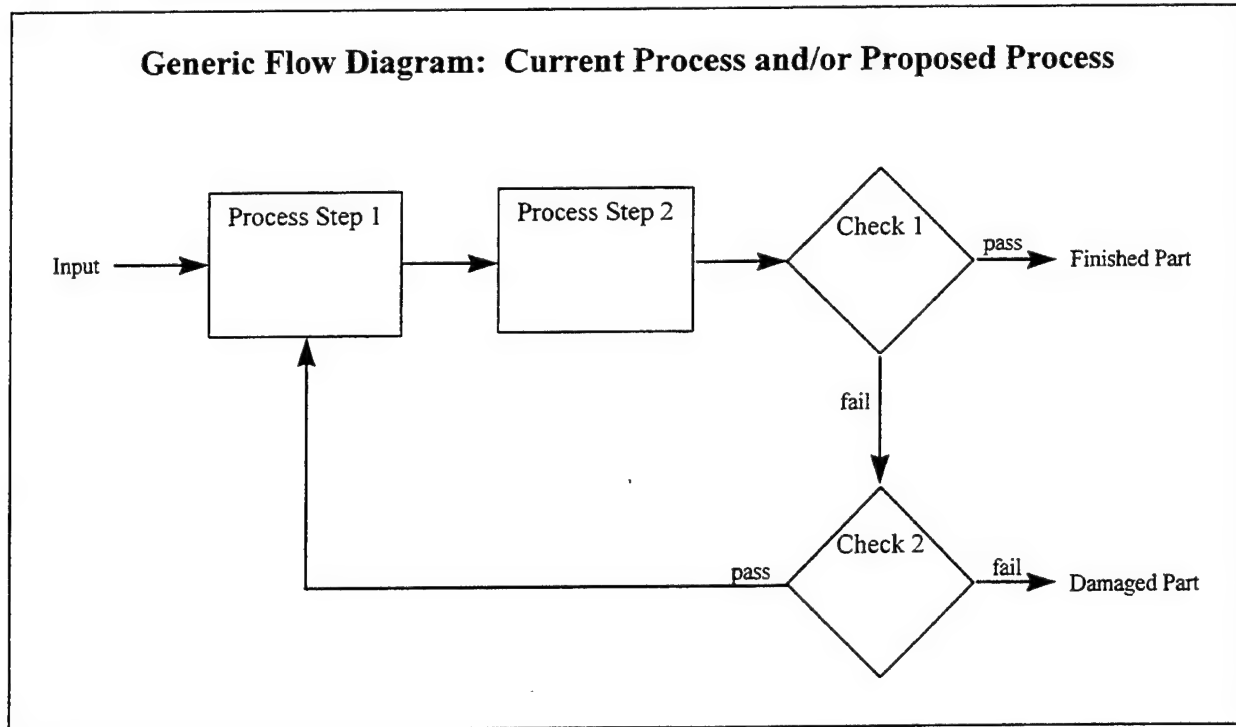 Generic Flow Diagram: Current Process and/or Proposed Process
Process Step 1
Process Step 2
Check 1
Input
pass
Finished Part
fail
Check 2
pass
fail
Damaged Part